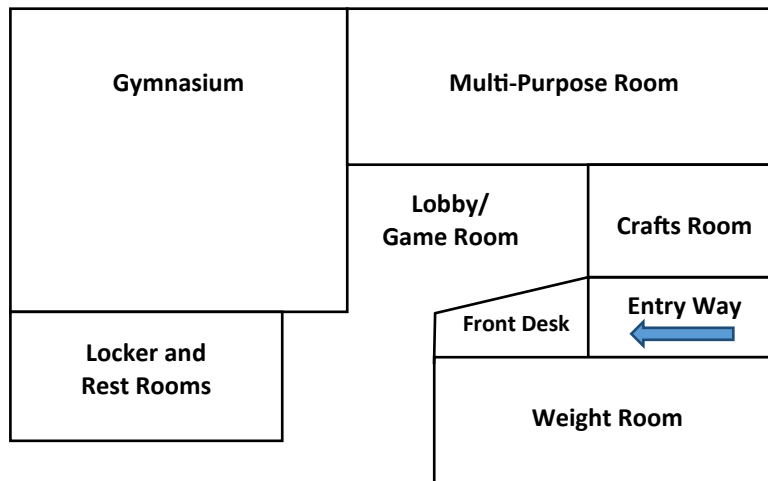 Gymnasium
Multi-Purpose Room
Lobby/
Game Room
Crafts Room
Entry Way
Front Desk
Locker and
Rest Rooms
Weight Room